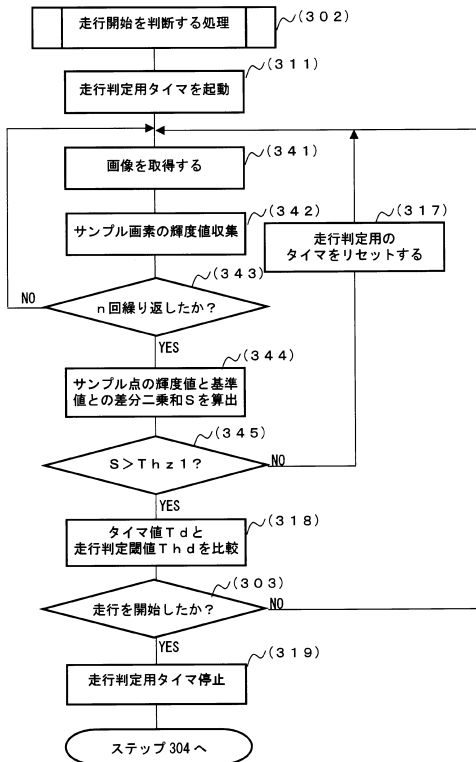 走行開始を判断する処理
(302)
走行判定用タイマを起動
(311)
画像を取得する
(341)
サンプル画素の輝度値収集
(342)
走行判定用の
タイマをリセットする
(317)
n回繰り返したか?
(343)
NO
YES
サンプル点の輝度値と基準
値との差分二乗和Sを算出
(344)
S>Thz1?
(345)
NO
YES
タイマ値Tdと
走行判定閾値Thdを比較
(318)
走行を開始したか?
(303)
NO
YES
走行判定用タイマ停止
(319)
ステップ304へ